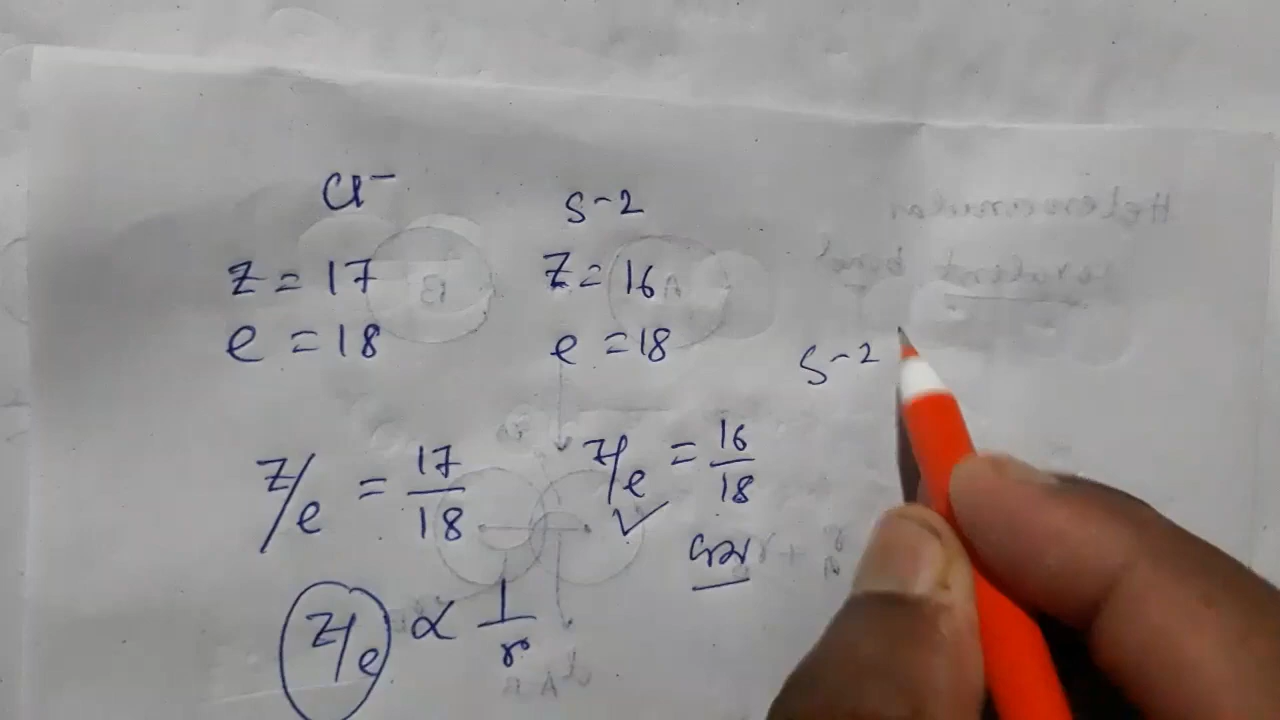 Cl⁻ S⁻²
Z = 17 Z = 16
e = 18 e = 18
S⁻²
Z/e = 17/18 Z/e = 16/18
Z/e ∝ 1/r